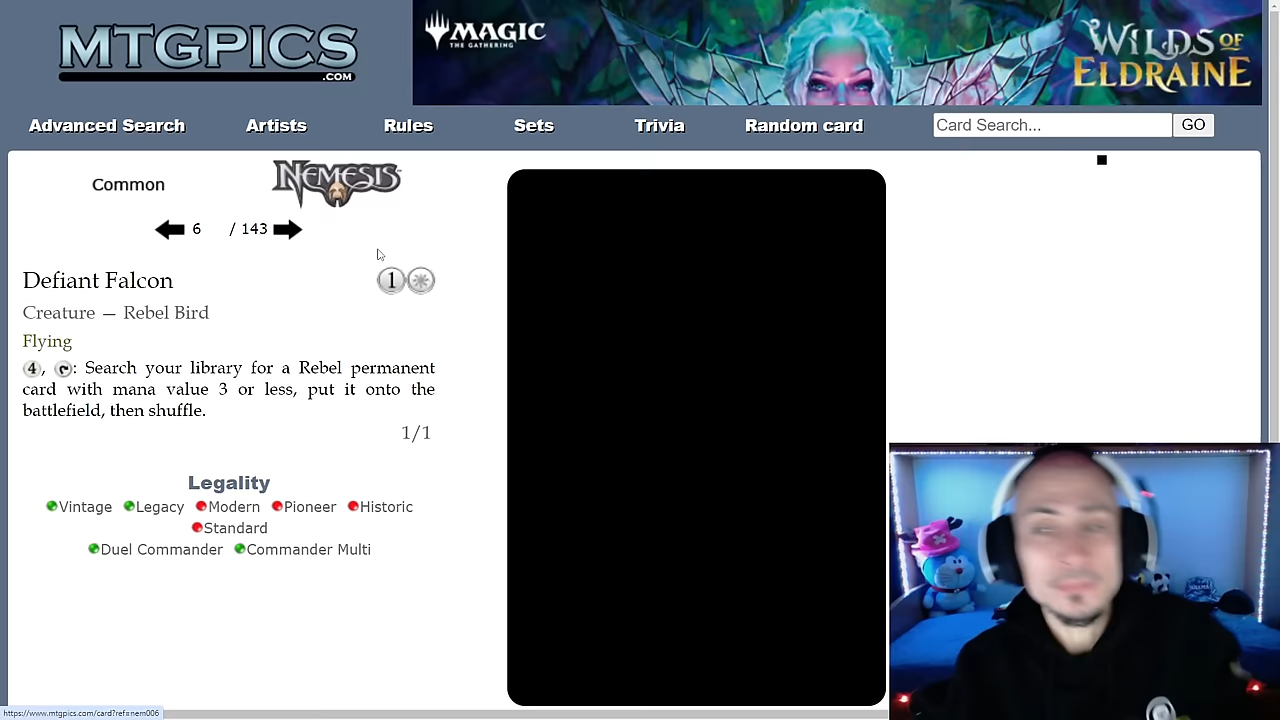 MTGPICS
.COM
MAGIC
THE GATHERING
WILDS OF
ELDRAINE
Advanced Search Artists Rules Sets Trivia Random card Card Search... GO
Common NEMESIS
6 / 143
Defiant Falcon 1
Creature — Rebel Bird
Flying
4, : Search your library for a Rebel permanent
card with mana value 3 or less, put it onto the
battlefield, then shuffle.
1/1
Legality
Vintage Legacy Modern Pioneer Historic
Standard
Duel Commander Commander Multi
https://www.mtgpics.com/card?ref=nem006